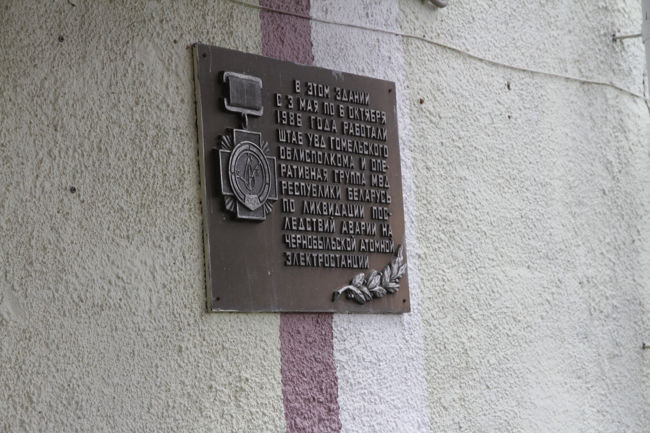 В ЭТОМ ЗДАНИИ
С 3 МАЯ ПО 8 ОКТЯБРЯ
1986 ГОДА РАБОТАЛИ
ШТАБ УВД ГОМЕЛЬСКОГО
ОБЛИСПОЛКОМА И ОПЕ-
РАТИВНАЯ ГРУППА МВД
РЕСПУБЛИКИ БЕЛАРУСЬ
ПО ЛИКВИДАЦИИ ПОС-
ЛЕДСТВИЙ АВАРИИ НА
ЧЕРНОБЫЛЬСКОЙ АТОМНОЙ
ЭЛЕКТРОСТАНЦИИ